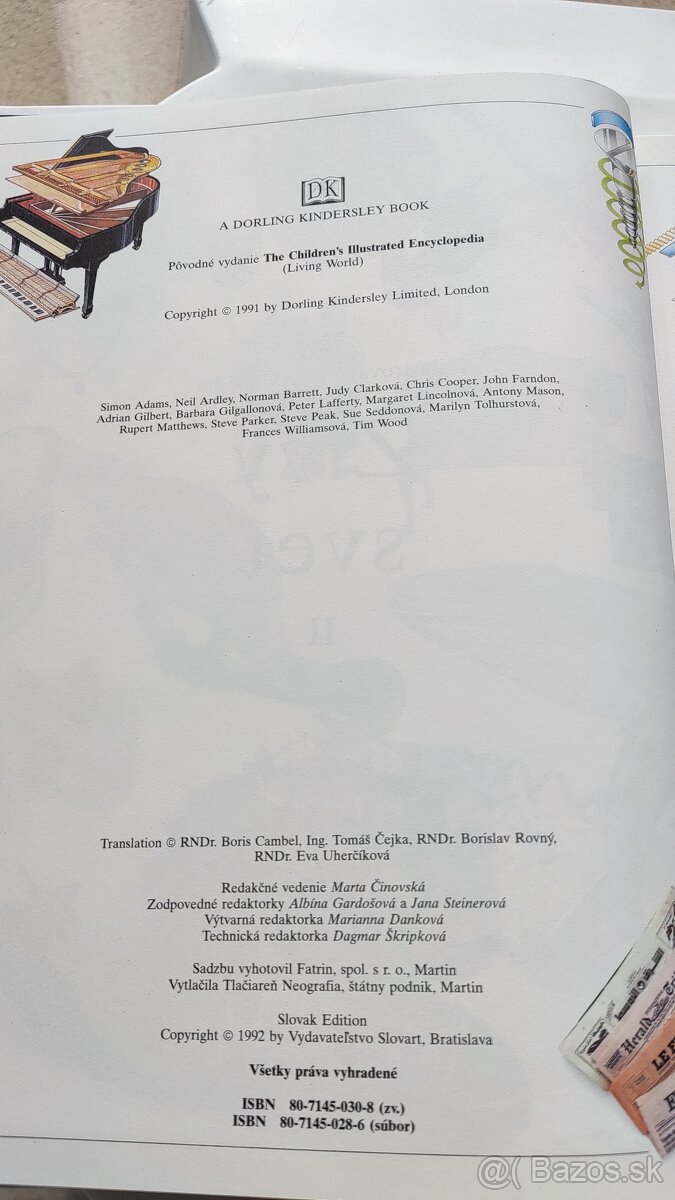 DK
A DORLING KINDERSLEY BOOK
Pôvodné vydanie The Children's Illustrated Encyclopedia
(Living World)
Copyright © 1991 by Dorling Kindersley Limited, London
Simon Adams, Neil Ardley, Norman Barrett, Judy Clarková, Chris Cooper, John Farndon,
Adrian Gilbert, Barbara Gilgallonová, Peter Lafferty, Margaret Lincolnová, Antony Mason,
Rupert Matthews, Steve Parker, Steve Peak, Sue Seddonová, Marilyn Tolhurstová,
Frances Williamsová, Tim Wood
Translation © RNDr. Boris Cambel, Ing. Tomáš Čejka, RNDr. Borislav Rovný,
RNDr. Eva Uherčíková
Redakčné vedenie Marta Činovská
Zodpovedné redaktorky Albína Gardošová a Jana Steinerová
Výtvarná redaktorka Marianna Danková
Technická redaktorka Dagmar Škripková
Sadzbu vyhotovil Fatrin, spol. s r. o., Martin
Vytlačila Tlačiareň Neografia, štátny podnik, Martin
Slovak Edition
Copyright © 1992 by Vydavateľstvo Slovart, Bratislava
Všetky práva vyhradené
ISBN 80-7145-030-8 (zv.)
ISBN 80-7145-028-6 (súbor)
Herald
LE F
Bazos.sk